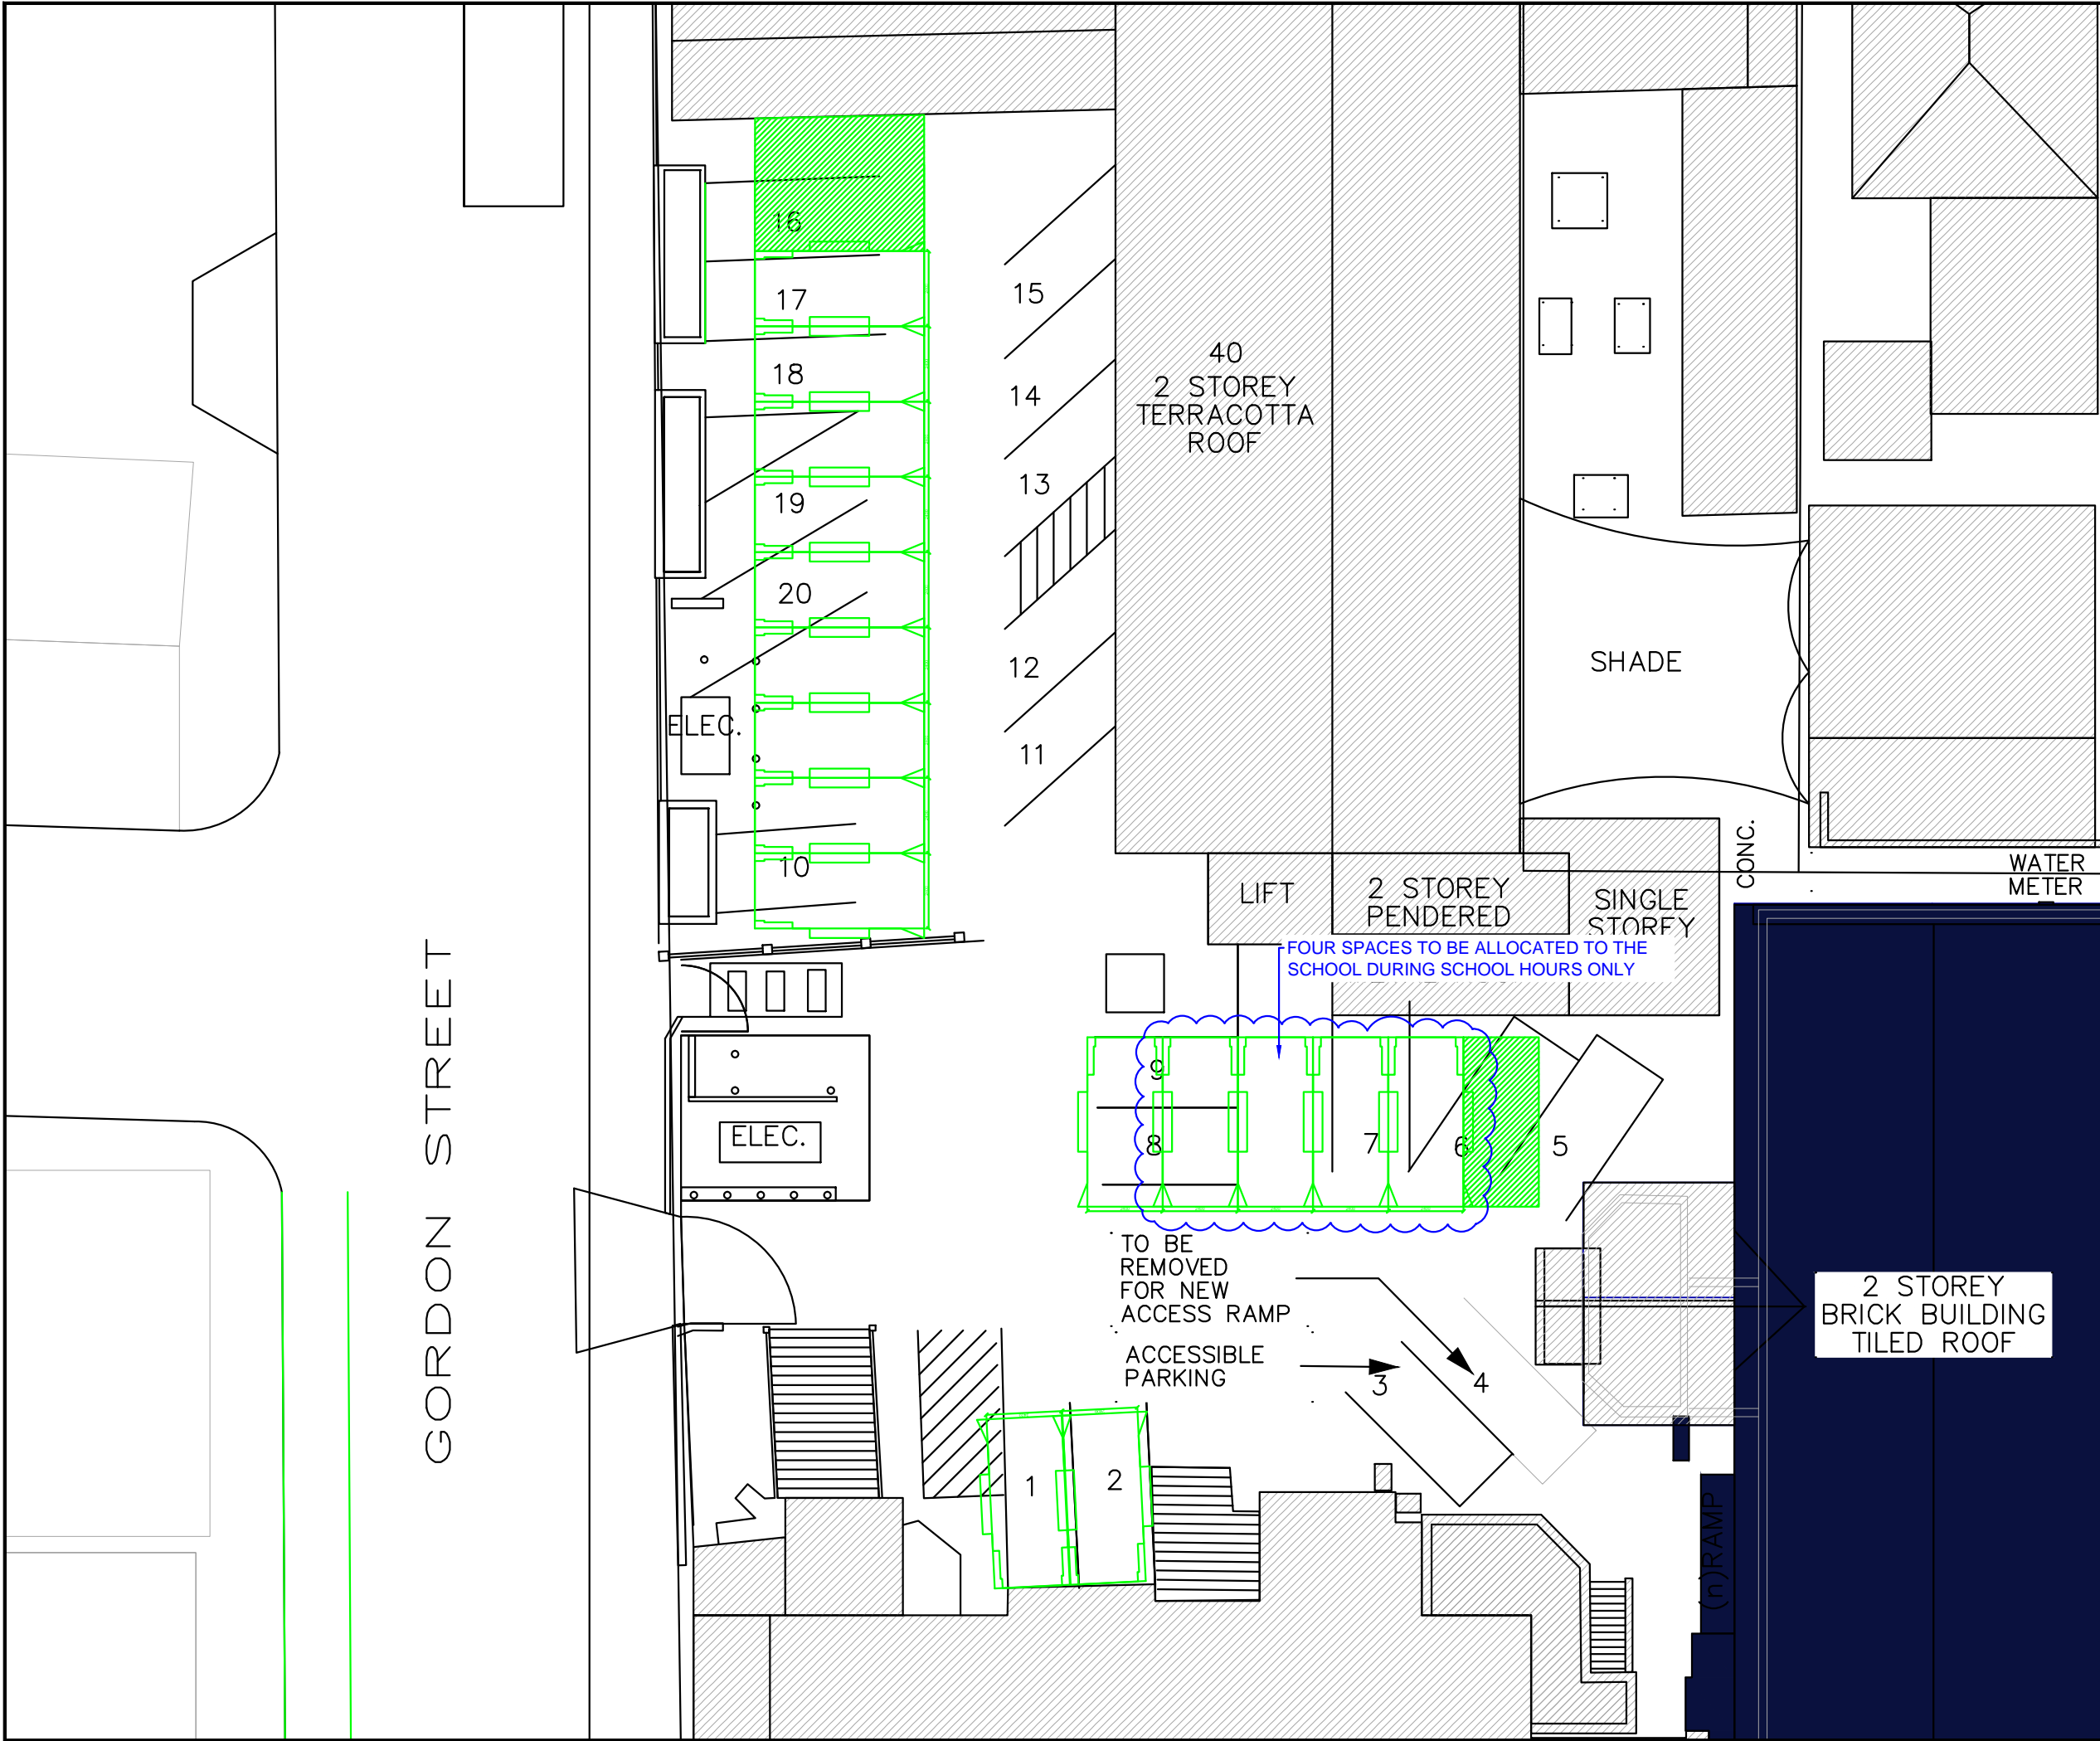 16
17
18
19
20
10
15
14
13
12
11
40
2 STOREY
TERRACOTTA
ROOF
SHADE
ELEC.
LIFT
2 STOREY
PENDERED
SINGLE
STOREY
CONC.
WATER
METER
FOUR SPACES TO BE ALLOCATED TO THE
SCHOOL DURING SCHOOL HOURS ONLY
GORDON STREET
ELEC.
9
8
7
6
5
TO BE
REMOVED
FOR NEW
ACCESS RAMP
ACCESSIBLE
PARKING
3
4
1
2
2 STOREY
BRICK BUILDING
TILED ROOF
(n)RAMP